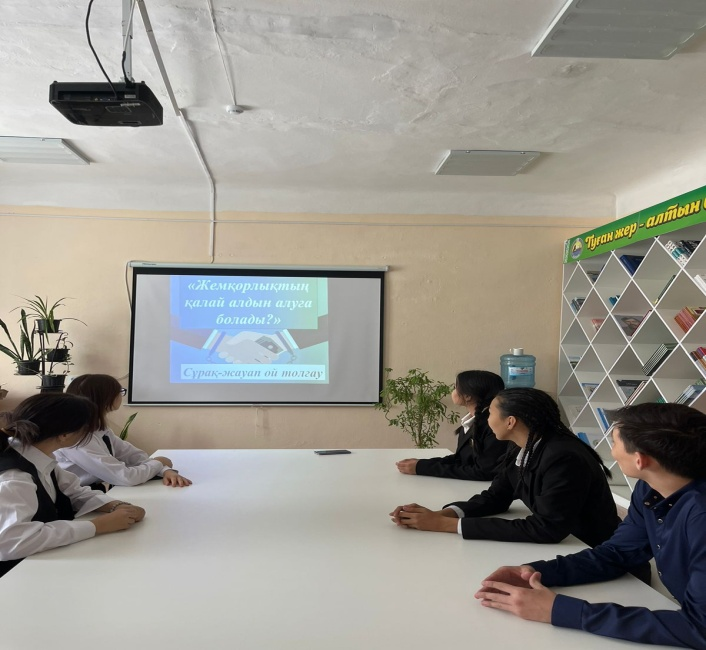 «Жемқорлықтың
қалай алдын алуға
болады?»
Сұрақ-жауап ой толғау
Туған жер - алтын